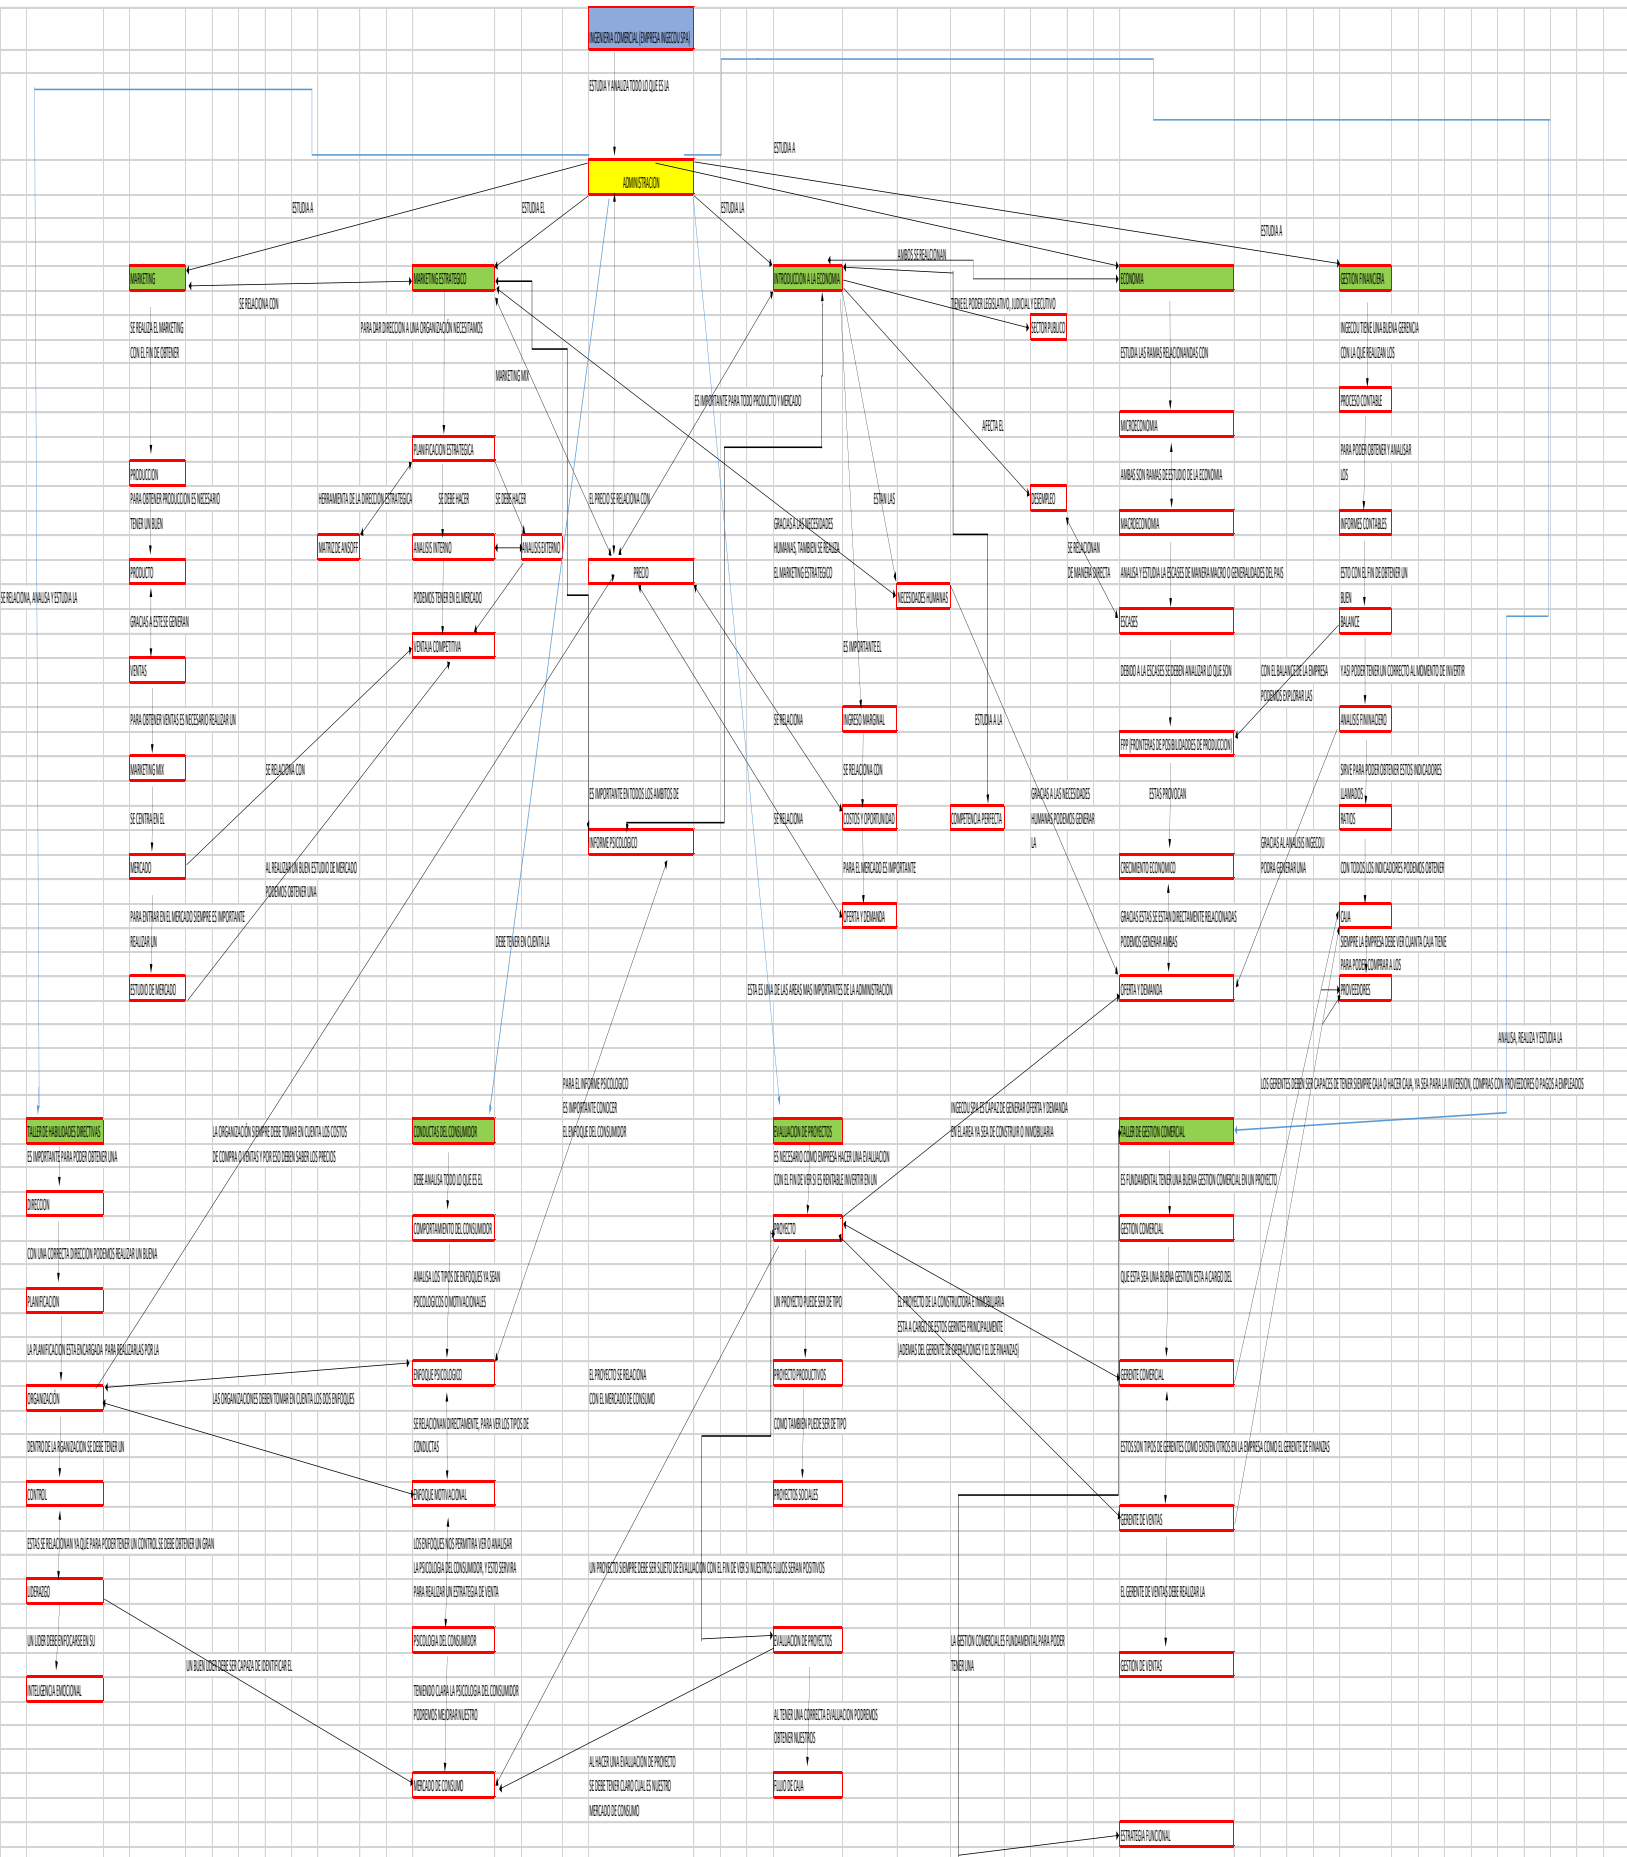 INGENIERIA COMERCIAL (EMPRESA INGECOU SPA)
ESTUDIA Y ANALIZA TODO LO QUE ES LA
ESTUDIA A
ADMINISTRACION
ESTUDIA A
ESTUDIA EL
ESTUDIA LA
ESTUDIA A
AMBOS SE REALCIONAN
MARKETING
MARKETING ESTRATEGICO
INTRODUCCION A LA ECONOMIA
ECONOMIA
GESTION FINANCIERA
SE RELACIONA CON
TIENE EL PODER LEGISLATIVO, JUDICIAL Y EJECUTIVO
SE REALIZA EL MARKETING
PARA DAR DIRECCION A UNA ORGANIZACIÓN NECESITAMOS
SECTOR PUBLICO
INGECOU TIENE UNA BUENA GERENCIA
CON EL FIN DE OBTENER
ESTUDIA LAS RAMAS RELACIONANDAS CON
CON LA QUE REALIZAN LOS
MARKETING MIX
ES IMPORTANTE PARA TODO PRODUCTO Y MERCADO
PROCESO CONTABLE
AFECTA EL
MICROECONOMIA
PLANIFICACION ESTRATEGICA
PARA PODER OBTENER Y ANALISAR
PRODUCCION
AMBAS SON RAMAS DE ESTUDIO DE LA ECONOMIA
LOS
PARA OBTENER PRODUCCION ES NECESARIO
HERRAMIENTA DE LA DIRECCION ESTRATEGICA
SE DEBE HACER
SE DEBE HACER
EL PRECIO SE RELACIONA CON
ESTAN LAS
DESEMPLEO
TENER UN BUEN
GRACIAS A LAS NECESIDADES
MACROECONOMIA
INFORMES CONTABLES
MATRIZ DE ANSOFF
ANALISIS INTERNO
ANALISIS EXTERNO
HUMANAS, TAMBIEN SE REALIZA
SE RELACIONAN
PRODUCTO
PRECIO
EL MARKETING ESTRATEGICO
DE MANERA DIRECTA
ANALISA Y ESTUDIA LA ESCASES DE MANERA MACRO O GENERALIDADES DEL PAIS
ESTO CON EL FIN DE OBTENER UN
SE RELACIONA, ANALISA Y ESTUDIA LA
PODEMOS TENER EN EL MERCADO
NECESIDADES HUMANAS
BUEN
GRACIAS A ESTE SE GENERAN
ESCASES
BALANCE
VENTAJA COMPETITIVA
ES IMPORTANTE EL
VENTAS
DEBIDO A LA ESCASES SE DEBEN ANALIZAR LO QUE SON
CON EL BALANCE DE LA EMPRESA
Y ASI PODER TENER UN CORRECTO AL MOMENTO DE INVERTIR
PODEMOS EXPLORAR LAS
PARA OBTENER VENTAS ES NECESARIO REALIZAR UN
SE RELACIONA
INGRESO MARGINAL
ESTUDIA A LA
ANALISIS FININACERO
FPP (FRONTERAS DE POSIBILIDADDES DE PRODUCCION)
MARKETING MIX
SE RELACIONA CON
SE RELACIONA CON
SIRVE PARA PODER OBTENER ESTOS INDICADORES
ES IMPORTANTE EN TODOS LOS AMBITOS DE
GRACIAS A LAS NECESIDADES
ESTAS PROVOCAN
LLAMADOS
SE CENTRA EN EL
SE RELACIONA
COSTOS Y OPORTUNIDAD
COMPETENCIA PERFECTA
HUMANAS PODEMOS GENERAR
RATIOS
INFORME PSICOLOGICO
LA
GRACIAS AL ANALISIS INGECOU
MERCADO
AL REALIZAR UN BUEN ESTUDIO DE MERCADO
PARA EL MERCADO ES IMPORTANTE
CRECIMIENTO ECONOMICO
PODRA GENERAR UNA
CON TODOS LOS INDICADORES PODEMOS OBTENER
PODEMOS OBTENER UNA
PARA ENTRAR EN EL MERCADO SIEMPRE ES IMPORTANTE
OFERTA Y DEMANDA
GRACIAS ESTAS SE ESTAN DIRECTAMENTE RELACIONADAS
CAJA
REALIZAR UN
DEBE TENER EN CUENTA LA
PODEMOS GENERAR AMBAS
SIEMPRE LA EMPRESA DEBE VER CUANTA CAJA TIENE
PARA PODER COMPRAR A LOS
ESTUDIO DE MERCADO
ESTA ES UNA DE LAS AREAS MAS IMPORTANTES DE LA ADMINISTRACION
OFERTA Y DEMANDA
PROVEEDORES
ANALISA, REALIZA Y ESTUDIA LA
PARA EL INFORME PSICOLOGICO
LOS GERENTES DEBEN SER CAPACES DE TENER SIEMPRE CAJA O HACER CAJA, YA SEA PARA LA INVERSION, COMPRAS CON PROVEEDORES O PAGOS A EMPLEADOS
ES IMPORTANTE CONOCER
INGECOU SPA ES CAPAZ DE GENERAR OFERTA Y DEMANDA
TALLER DE HABILIDADES DIRECTIVAS
LA ORGANIZACIÓN SIEMPRE DEBE TOMAR EN CUENTA LOS COSTOS
CONDUCTAS DEL CONSUMIDOR
EL ENFOQUE DEL CONSUMIDOR
EVALUACION DE PROYECTOS
EN EL AREA YA SEA DE CONSTRUIR O INMOBILIARIA
TALLER DE GESTION COMERCIAL
ES IMPORTANTE PARA PODER OBTENER UNA
DE COMPRA O VENTAS Y POR ESO DEBEN SABER LOS PRECIOS
ES NECESARIO COMO EMPRESA HACER UNA EVALUACION
DEBE ANALISA TODO LO QUE ES EL
CON EL FIN DE VER SI ES RENTABLE INVERTIR EN UN
ES FUNDAMENTAL TENER UNA BUENA GESTION COMERCIAL EN UN PROYECTO
DIRECCION
COMPORTAMIENTO DEL CONSUMIDOR
PROYECTO
GESTION COMERCIAL
CON UNA CORRECTA DIRECCION PODEMOS REALIZAR UN BUENA
ANALISA LOS TIPOS DE ENFOQUES YA SEAN
QUE ESTA SEA UNA BUENA GESTION ESTA A CARGO DEL
PLANIFICACION
PSICOLOGICOS O MOTIVACIONALES
UN PROYECTO PUEDE SER DE TIPO
EL PROYECTO DE LA CONSTRUCTORA E INMOBILIARIA
ESTA A CARGO DE ESTOS GERNTES PRINCIPALMENTE
LA PLANIFICACION ESTA ENCARGADA PARA REALIZARLAS POR LA
(ADEMAS DEL GERENTE DE OPERACIONES Y EL DE FINANZAS)
ENFOQUE PSICOLOGICO
EL PROYECTO SE RELACIONA
PROYECTO PRODUCTIVOS
GERENTE COMERCIAL
ORGANIZACIÓN
LAS ORGANIZACIONES DEBEN TOMAR EN CUENTA LOS DOS ENFOQUES
CON EL MERCADO DE CONSUMO
SE RELACIONAN DIRECTAMENTE, PARA VER LOS TIPOS DE
COMO TAMBIEN PUEDE SER DE TIPO
DENTRO DE LA RGANIZACION SE DEBE TENER UN
CONDUCTAS
ESTOS SON TIPOS DE GERENTES COMO EXISTEN OTROS EN LA EMPRESA COMO EL GERENTE DE FINANZAS
CONTROL
ENFOQUE MOTIVACIONAL
PROYECTOS SOCIALES
GERENTE DE VENTAS
ESTAS SE RELACIONAN YA QUE PARA PODER TENER UN CONTROL SE DEBE OBTENER UN GRAN
LOS ENFOQUES NOS PERMITIRA VER O ANALISAR
LA PSICOLOGIA DEL CONSUMIDOR, Y ESTO SERVIRA
UN PROYECTO SIEMPRE DEBE SER SUJETO DE EVALUACION CON EL FIN DE VER SI NUESTROS FLUJOS SERAN POSITIVOS
LIDERAZGO
PARA REALIZAR UN ESTRATEGIA DE VENTA
EL GERENTE DE VENTAS DEBE REALIZAR LA
UN LIDER DEBE ENFOCARSE EN SU
PSICOLOGIA DEL CONSUMIDOR
EVALUACION DE PROYECTOS
LA GESTION COMERCIAL ES FUNDAMENTAL PARA PODER
UN BUEN LIDER DEBE SER CAPAZA DE IDENTIFICAR EL
TENER UNA
GESTION DE VENTAS
INTELIGENCIA EMOCIONAL
TENIENDO CLARA LA PSICOLOGIA DEL CONSUMIDOR
PODREMOS MEJORAR NUESTRO
AL TENER UNA CORRECTA EVALUACION PODREMOS
OBTENER NUESTROS
AL HACER UNA EVALUACION DE PROYECTO
MERCADO DE CONSUMO
SE DEBE TENER CLARO CUAL ES NUESTRO
FLUJO DE CAJA
MERCADO DE CONSUMO
ESTRATEGIA FUNCIONAL